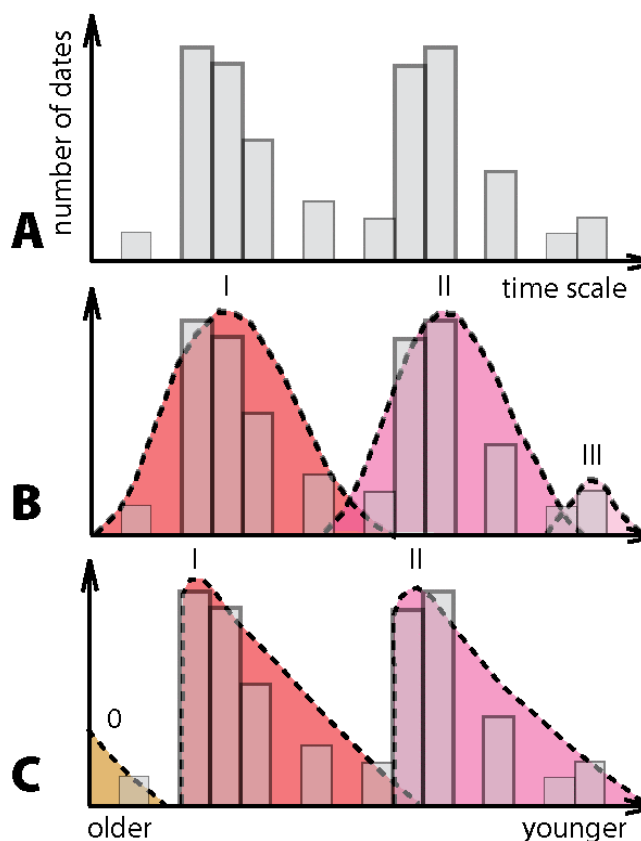 number of dates
A
time scale
I
II
III
B
I
II
0
C
older
younger